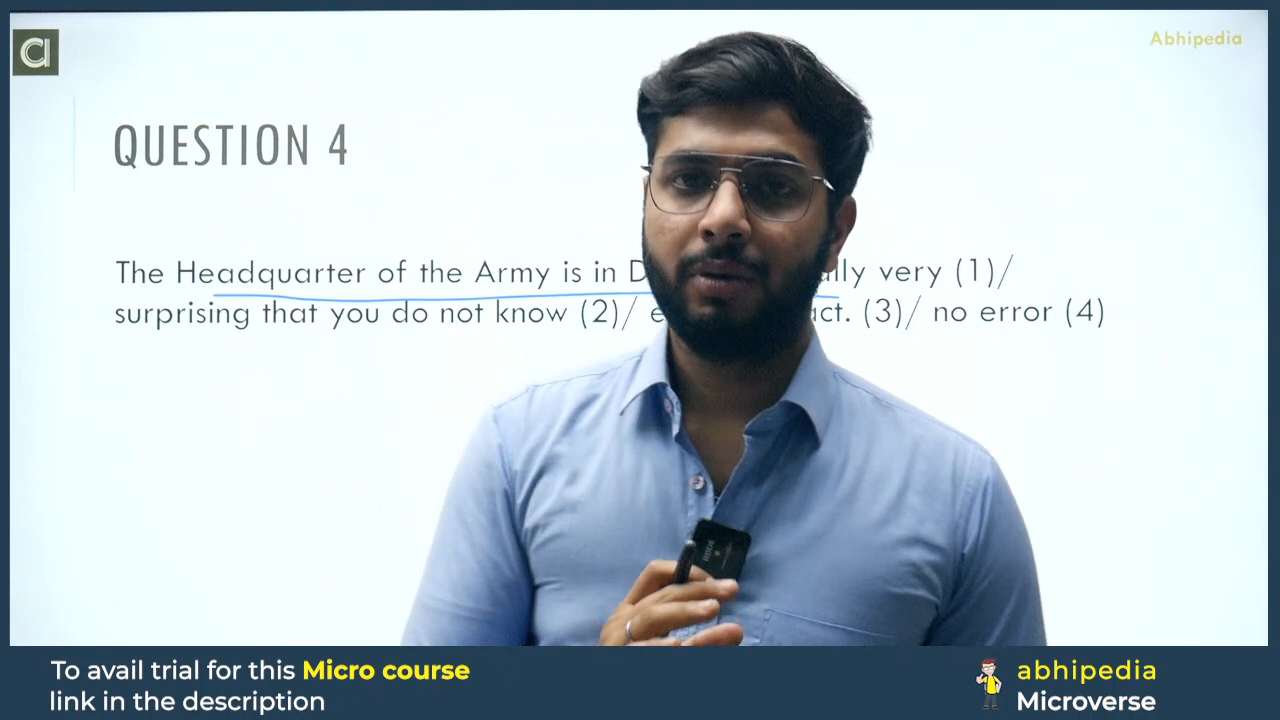 Abhipedia
QUESTION 4
The Headquarter of the Army is in very (1)/
surprising that you do not know (2)/ (3)/ no error (4)
To avail trial for this Micro course
link in the description
abhipedia
Microverse